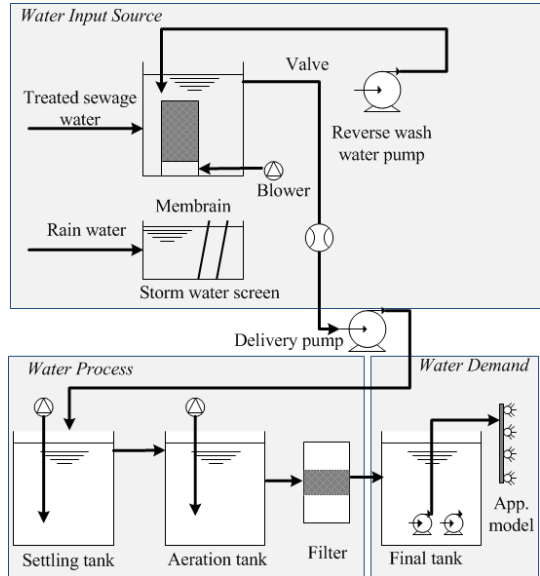 Water Input Source
Valve
Treated sewage
water
Reverse wash
water pump
Blower
Membrain
Rain water
Storm water screen
Delivery pump
Water Process
Water Demand
App.
model
Settling tank
Aeration tank
Filter
Final tank